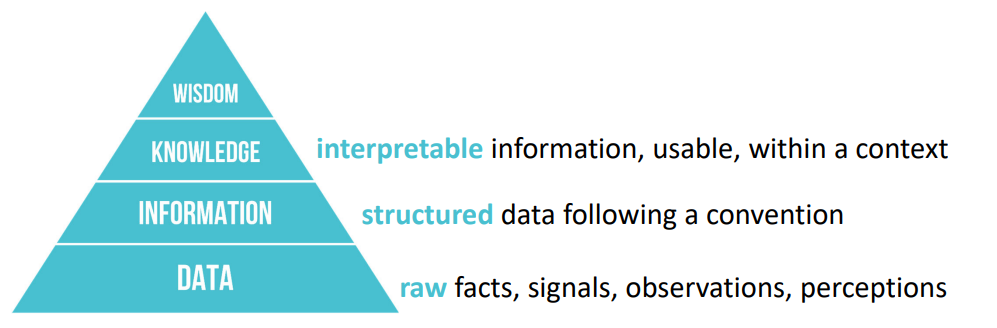 WISDOM
KNOWLEDGE
interpretable information, usable, within a context
INFORMATION
structured data following a convention
DATA
raw facts, signals, observations, perceptions